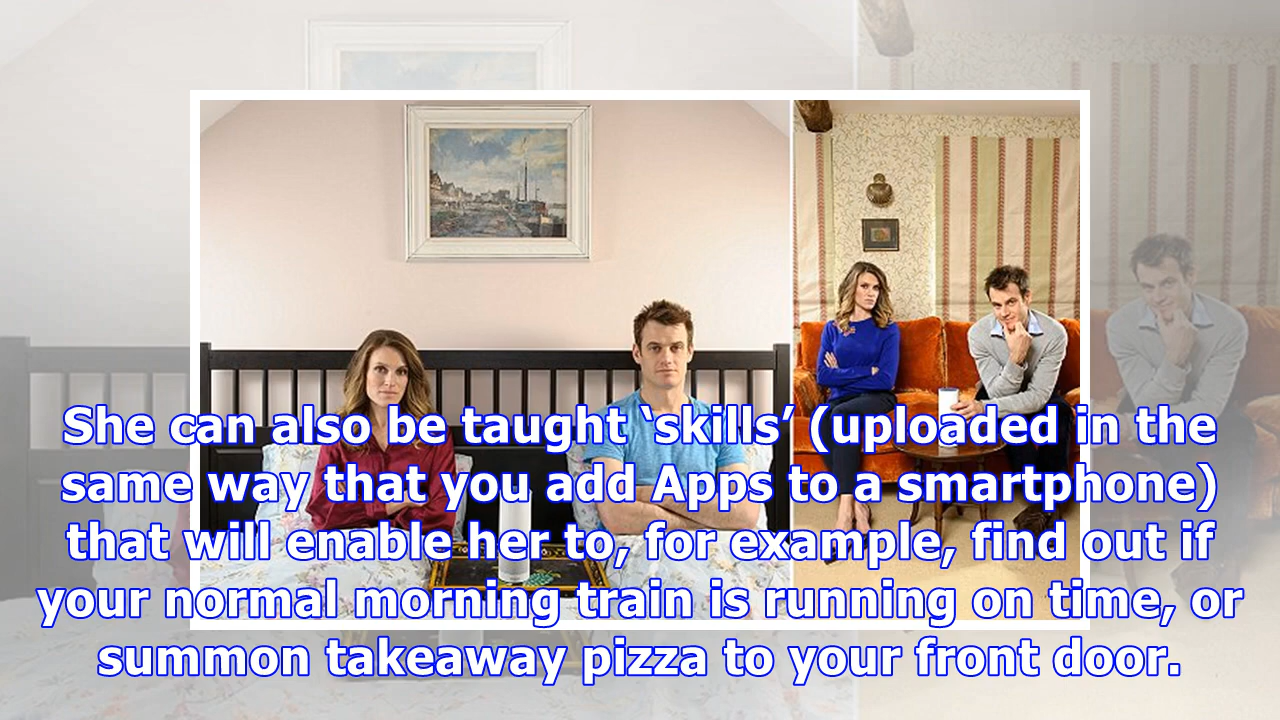 She can also be taught ‘skills’ (uploaded in the
same way that you add Apps to a smartphone)
that will enable her to, for example, find out if
your normal morning train is running on time, or
summon takeaway pizza to your front door.